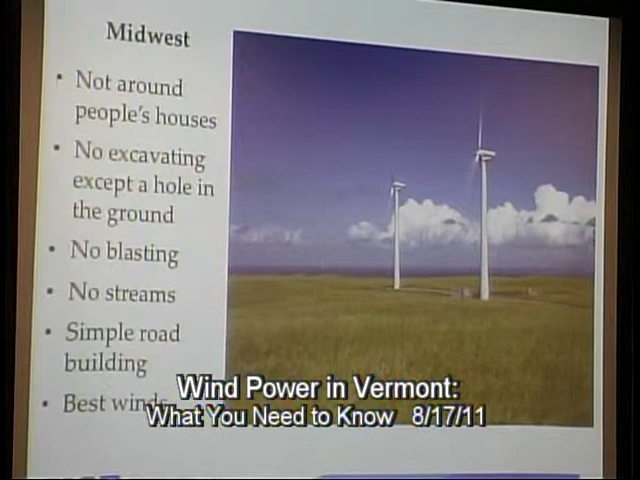 Midwest
• Not around
people's houses
• No excavating
except a hole in
the ground
• No blasting
• No streams
• Simple road
building
• Best winds
Wind Power in Vermont:
What You Need to Know 8/17/11